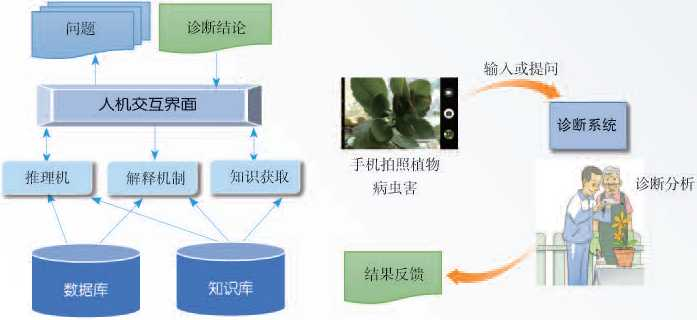 问题
诊断结论
人机交互界面
推理机
解释机制
知识获取
数据库
知识库
输入或提问
诊断系统
手机拍照植物
病虫害
诊断分析
结果反馈